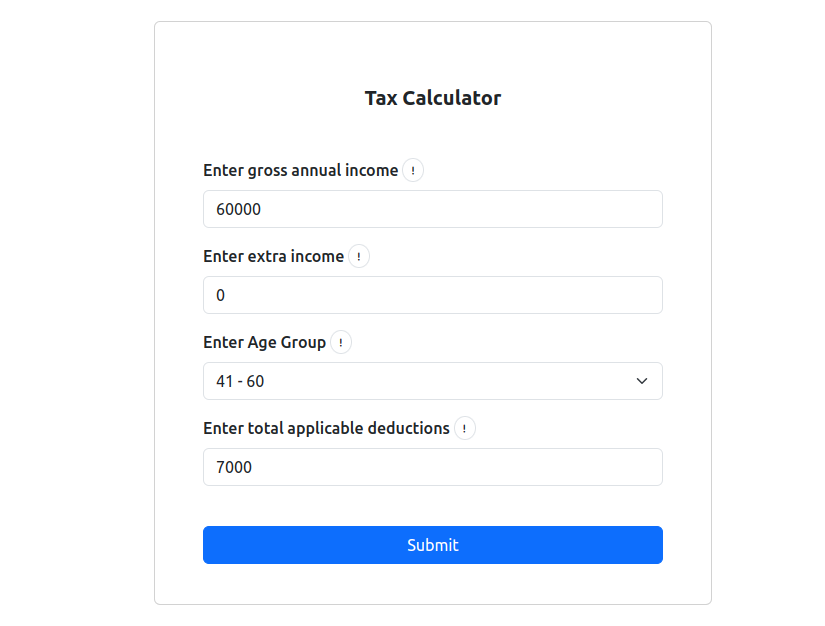 Tax Calculator
Enter gross annual income !
60000
Enter extra income !
0
Enter Age Group !
41 - 60
Enter total applicable deductions !
7000
Submit